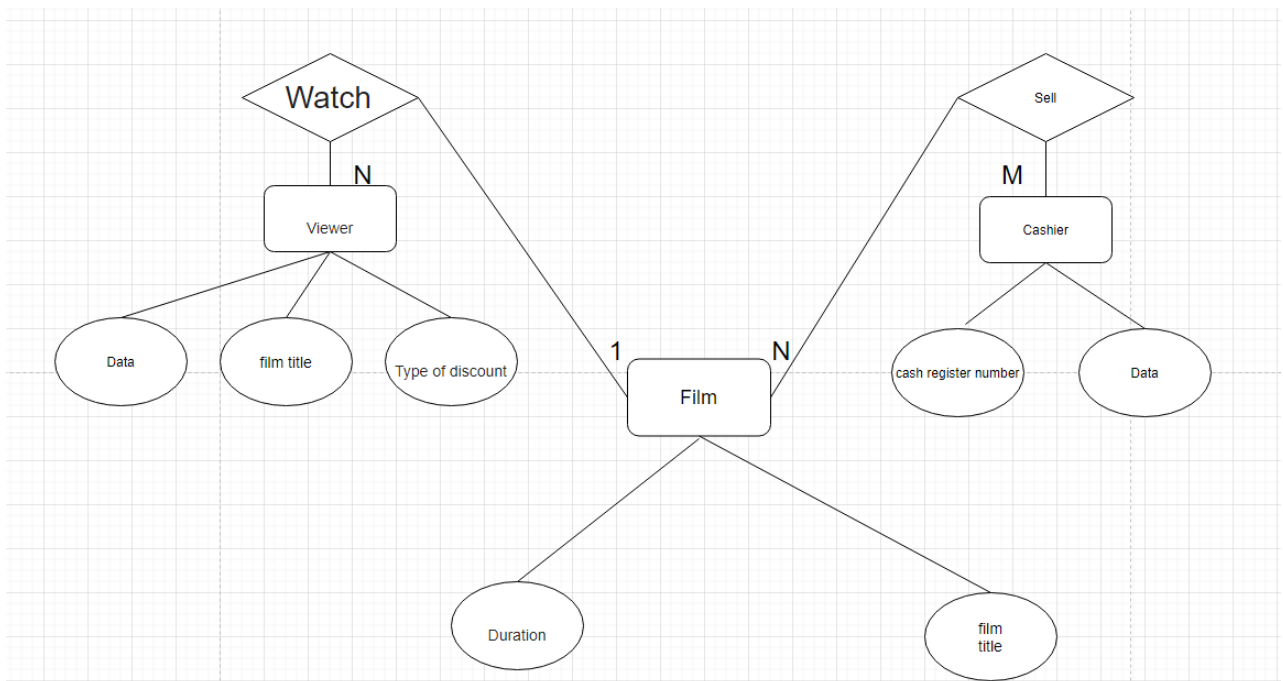 Watch
Sell
N
M
Viewer
Cashier
1
N
Data
film title
Type of discount
Film
cash register number
Data
Duration
film
title